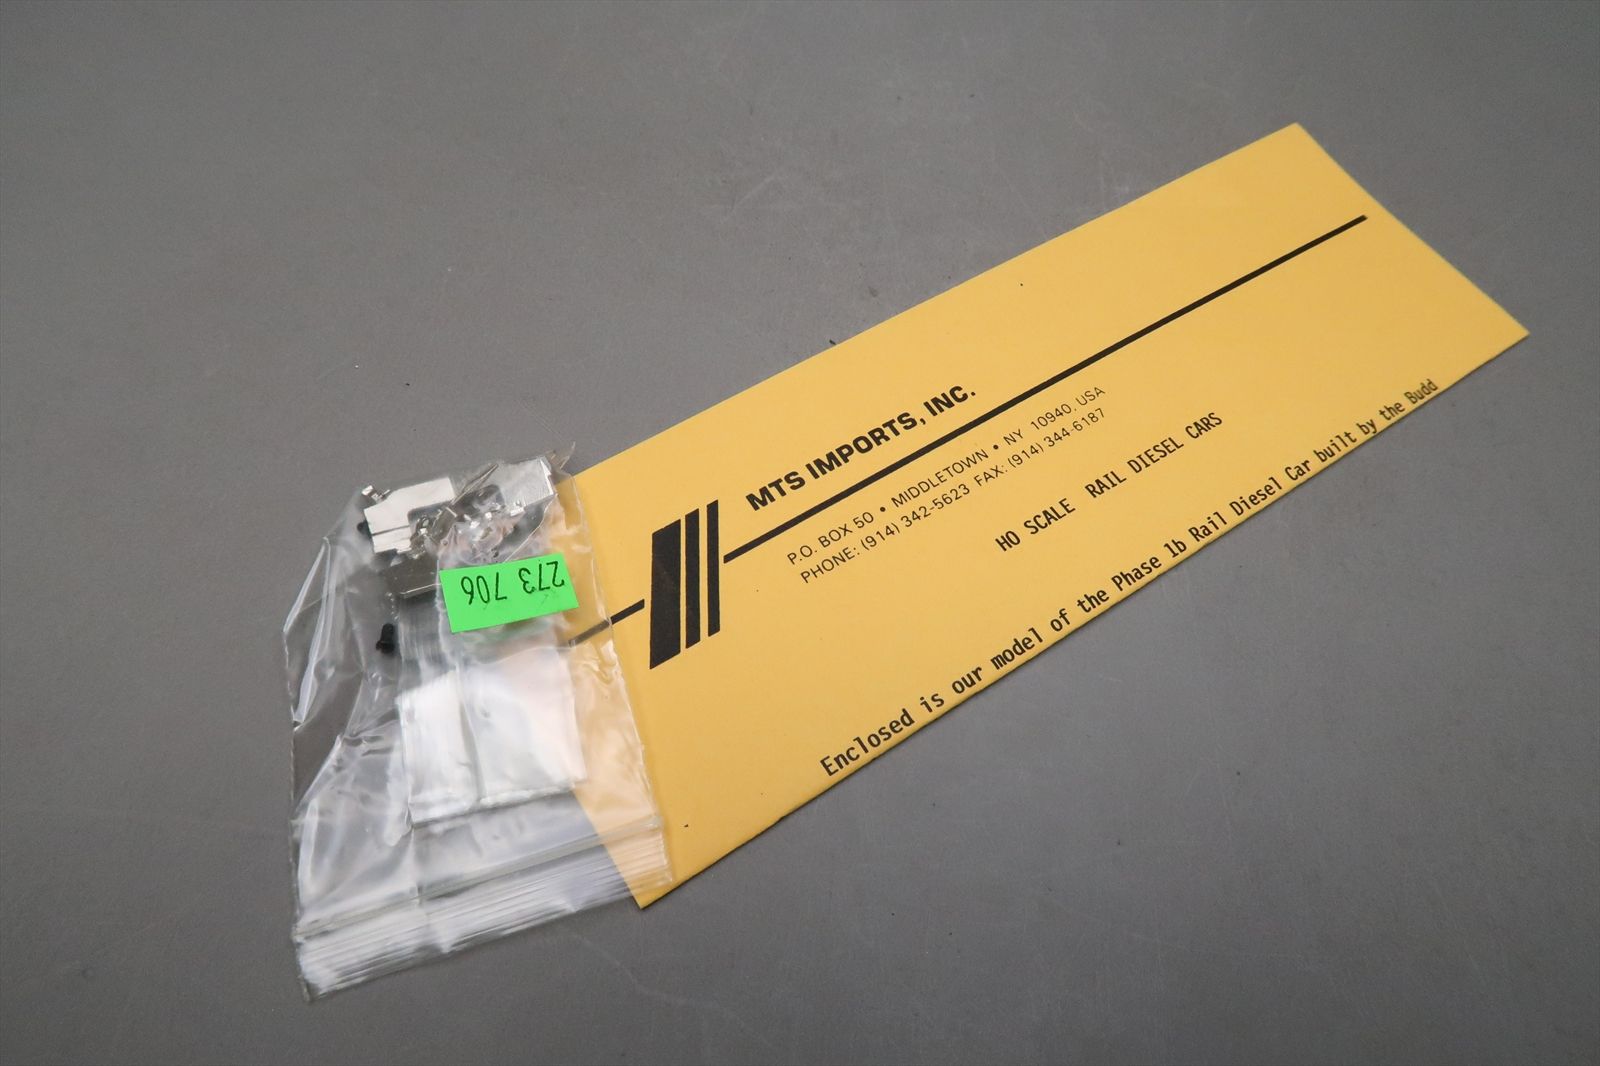 MTS IMPORTS, INC.
P.O. BOX 50 • MIDDLETOWN • NY 10940, USA
PHONE: (914) 342-5623 FAX: (914) 344-6187
HO SCALE RAIL DIESEL CARS
Enclosed is our model of the Phase 1b Rail Diesel Car built by the Budd
273 706